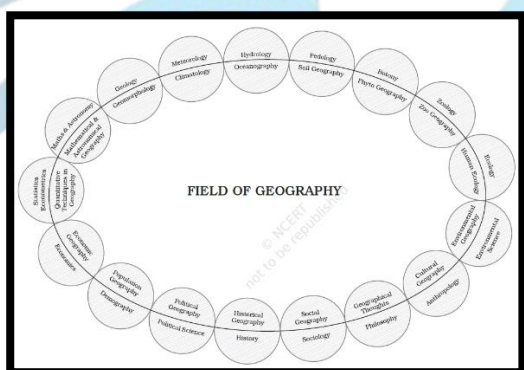 Meteorology
Climatology
Hydrology
Oceanography
Pedology
Soil Geography
Botany
Phyto Geography
Zoology
Zoo Geography
Ecology
Human Ecology
Environmental
Geography
Environmental
Science
Cultural
Geography
Anthropology
Geographical
Thoughts
Philosophy
Social
Geography
Sociology
Historical
Geography
History
Political
Geography
Political Science
Population
Geography
Demography
Economic
Geography
Economics
Statistics
Econometrics
Quantitative
Techniques in
Geography
Maths & Astronomy
Mathematical &
Astronomical
Geography
Geology
Geomorphology
FIELD OF GEOGRAPHY
© NCERT
not to be republished